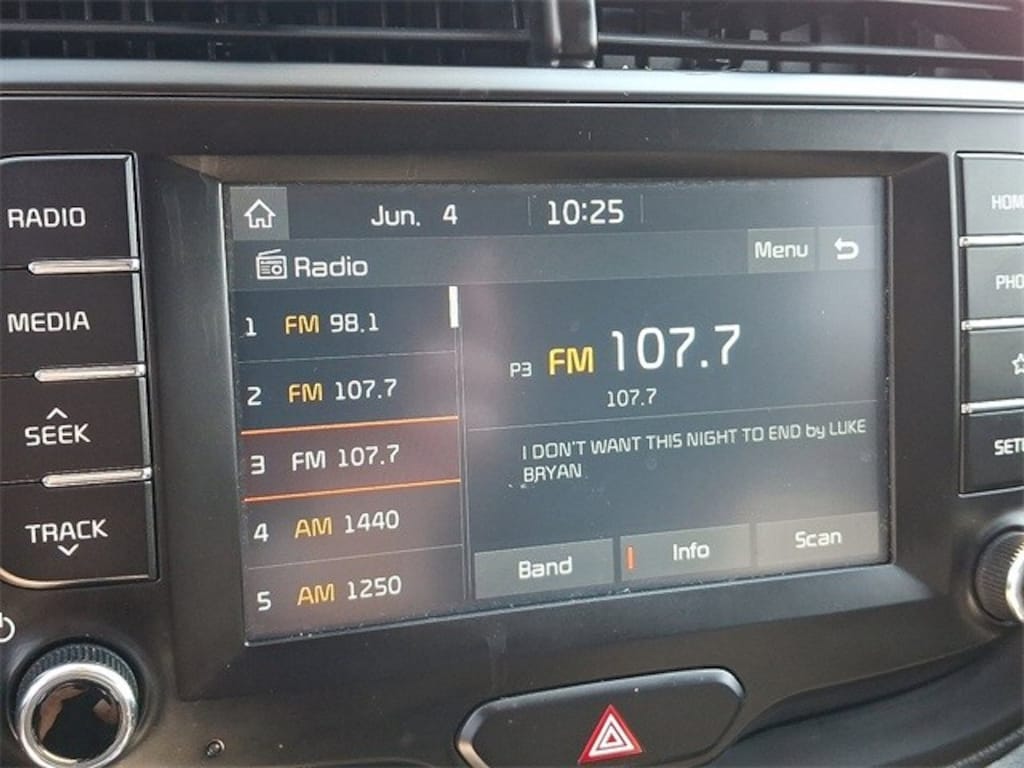 RADIO
MEDIA
SEEK
TRACK
Jun. 4 10:25
Radio
Menu
1 FM 98.1
2 FM 107.7
3 FM 107.7
4 AM 1440
5 AM 1250
P3 FM 107.7
107.7
I DON'T WANT THIS NIGHT TO END by LUKE
BRYAN
Band
Info
Scan
HOM
PHO
SET